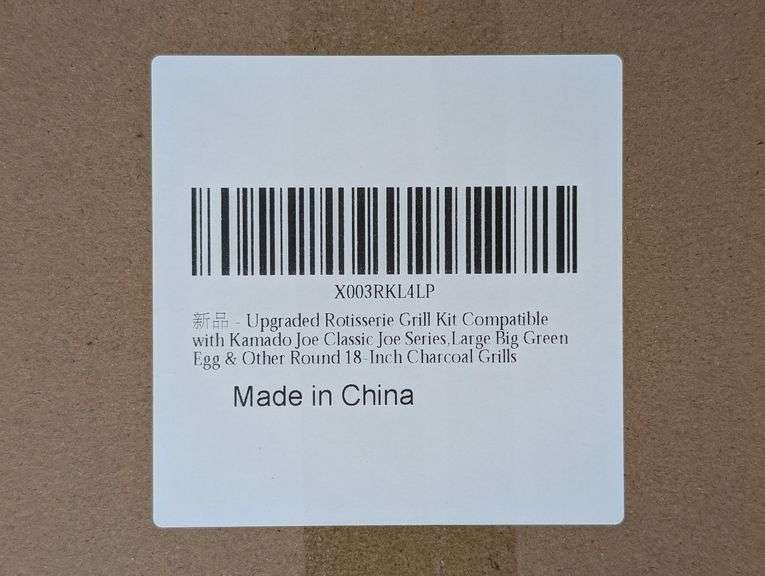 X003RKL4LP
新品 - Upgraded Rotisserie Grill Kit Compatible
with Kamado Joe Classic Joe Series,Large Big Green
Egg & Other Round 18-Inch Charcoal Grills
Made in China